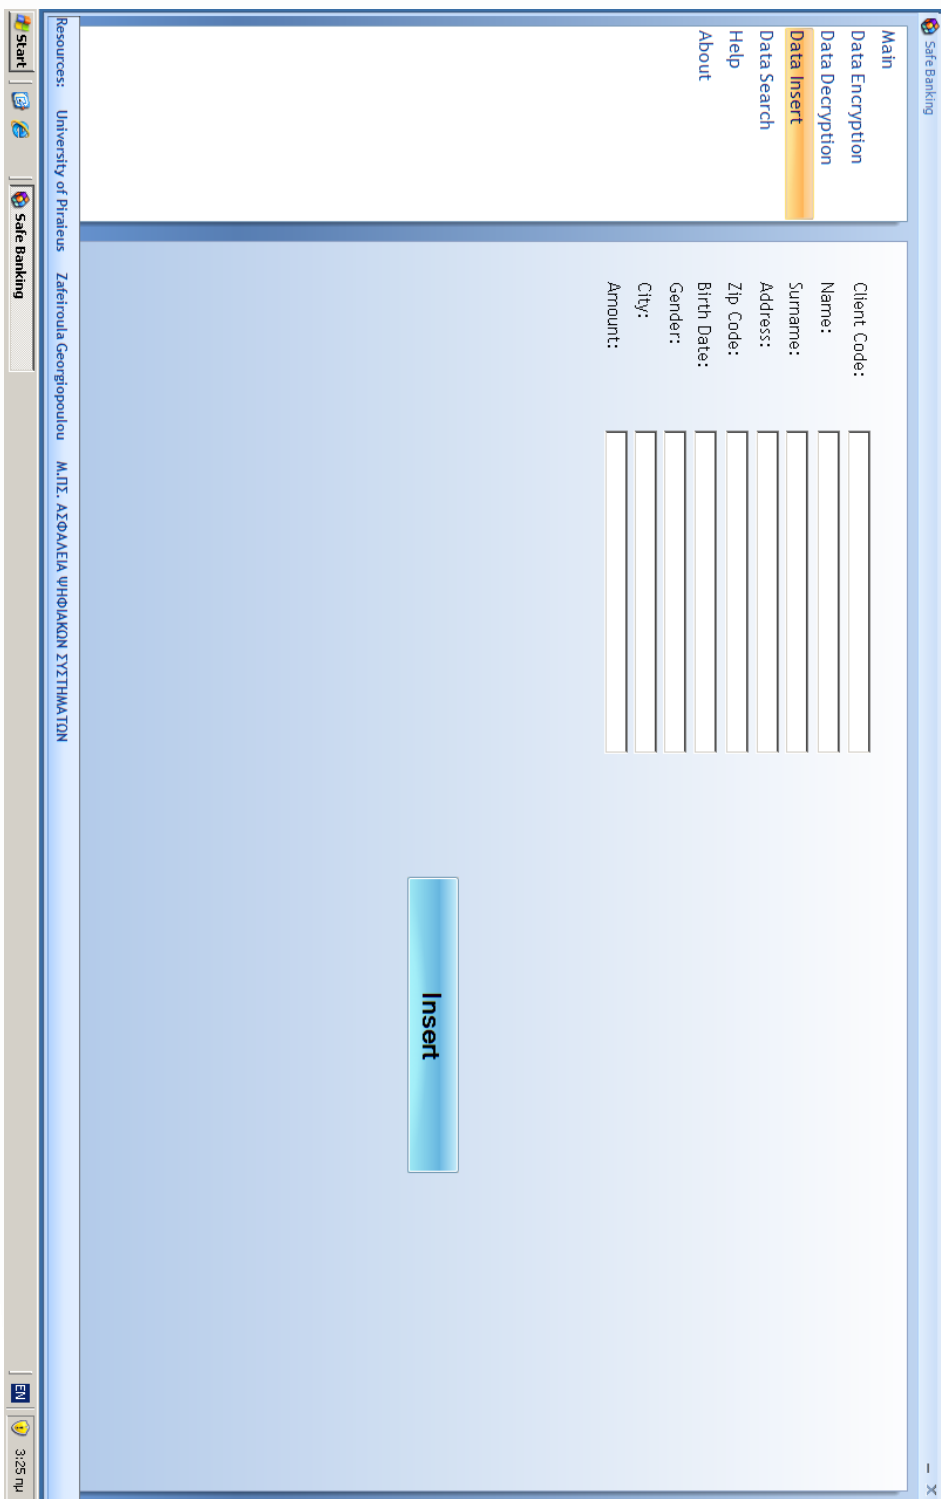 Safe Banking
Main
Data Encryption
Data Decryption
Data Insert
Data Search
Help
About
Client Code:
Name:
Surname:
Address:
Zip Code:
Birth Date:
Gender:
City:
Amount:
Insert
Resources: University of Piraieus Zafeiroula Georgiopoulou Μ.ΠΣ. ΑΣΦΑΛΕΙΑ ΨΗΦΙΑΚΩΝ ΣΥΣΤΗΜΑΤΩΝ
Start Safe Banking EN 3:25 πμ